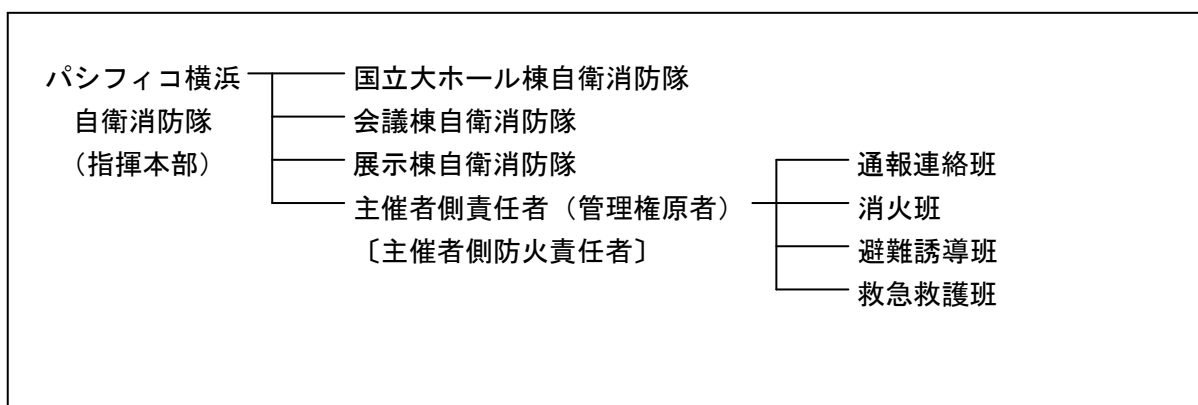 パシフィコ横浜
自衛消防隊
（指揮本部）
国立大ホール棟自衛消防隊
会議棟自衛消防隊
展示棟自衛消防隊
主催者側責任者（管理権原者）
〔主催者側防火責任者〕
通報連絡班
消火班
避難誘導班
救急救護班